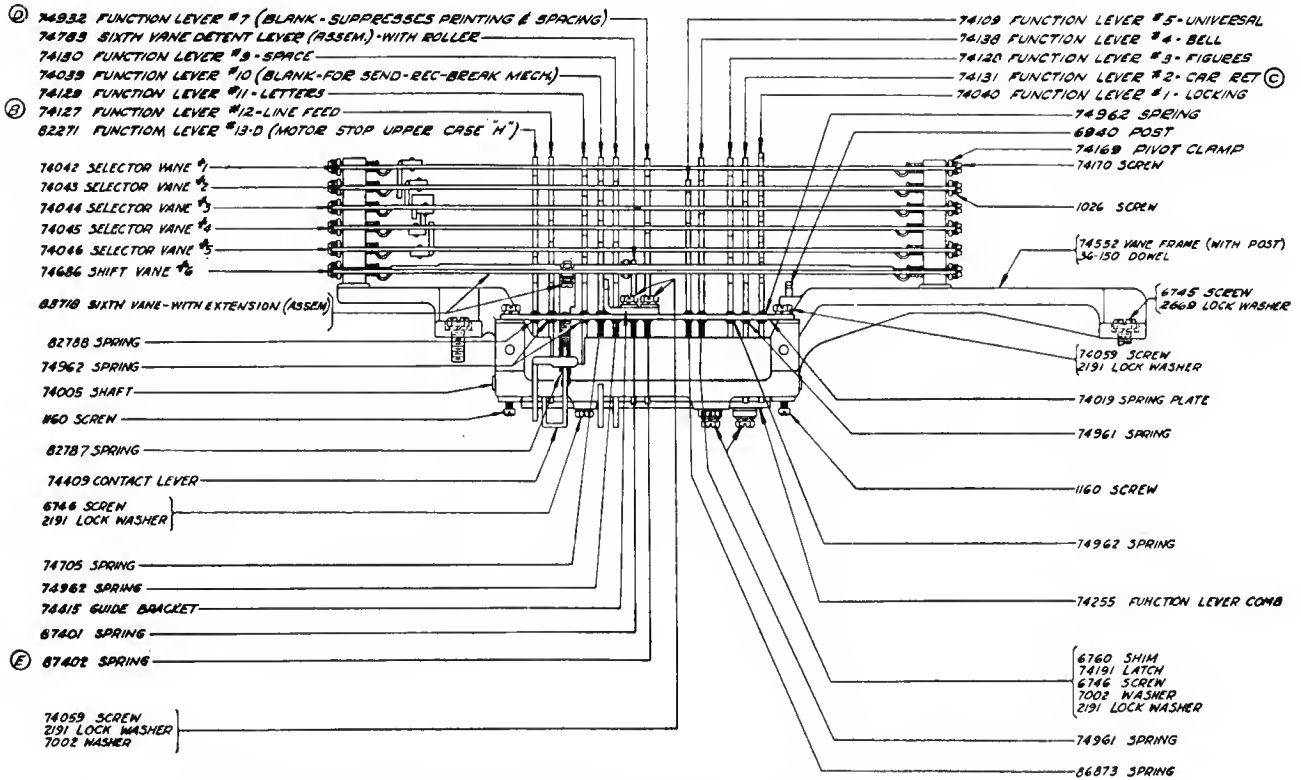 Ⓓ 74932 FUNCTION LEVER #7 (BLANK-SUPPRESSES PRINTING & SPACING)
74783 SIXTH VANE DETENT LEVER (ASSEM.)-WITH ROLLER
74130 FUNCTION LEVER #9-SPACE
74039 FUNCTION LEVER #10 (BLANK-FOR SEND-REC-BREAK MECH)
74129 FUNCTION LEVER #11-LETTERS
Ⓑ 74127 FUNCTION LEVER #12-LINE FEED
82271 FUNCTION LEVER #13-D (MOTOR STOP UPPER CASE "H")
74042 SELECTOR VANE #1
74043 SELECTOR VANE #2
74044 SELECTOR VANE #3
74045 SELECTOR VANE #4
74046 SELECTOR VANE #5
74686 SHIFT VANE #6
83718 SIXTH VANE-WITH EXTENSION (ASSEM)
82788 SPRING
74962 SPRING
74005 SHAFT
1160 SCREW
82787 SPRING
74409 CONTACT LEVER
6746 SCREW
2191 LOCK WASHER
74705 SPRING
74962 SPRING
74415 GUIDE BRACKET
87401 SPRING
Ⓔ 87402 SPRING
74059 SCREW
2191 LOCK WASHER
7002 WASHER
74109 FUNCTION LEVER #5-UNIVERSAL
74138 FUNCTION LEVER #4-BELL
74128 FUNCTION LEVER #3-FIGURES
74131 FUNCTION LEVER #2-CAR RET Ⓒ
74040 FUNCTION LEVER #1-LOCKING
74962 SPRING
6940 POST
74169 PIVOT CLAMP
74170 SCREW
1026 SCREW
74552 VANE FRAME (WITH POST)
36-150 DOWEL
6745 SCREW
2669 LOCK WASHER
74059 SCREW
2191 LOCK WASHER
74019 SPRING PLATE
74961 SPRING
1160 SCREW
74962 SPRING
74255 FUNCTION LEVER COMB
6760 SHIM
74191 LATCH
6746 SCREW
7002 WASHER
2191 LOCK WASHER
74961 SPRING
86873 SPRING